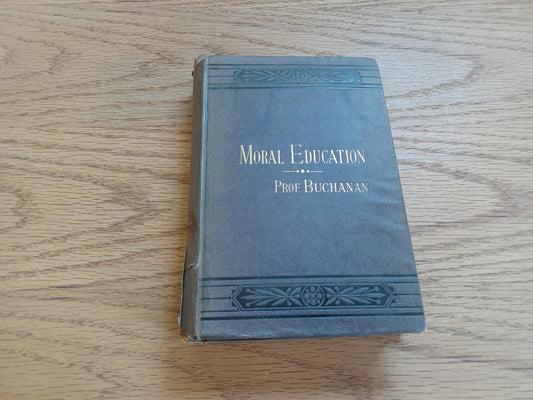 MORAL EDUCATION
PROF. BUCHANAN